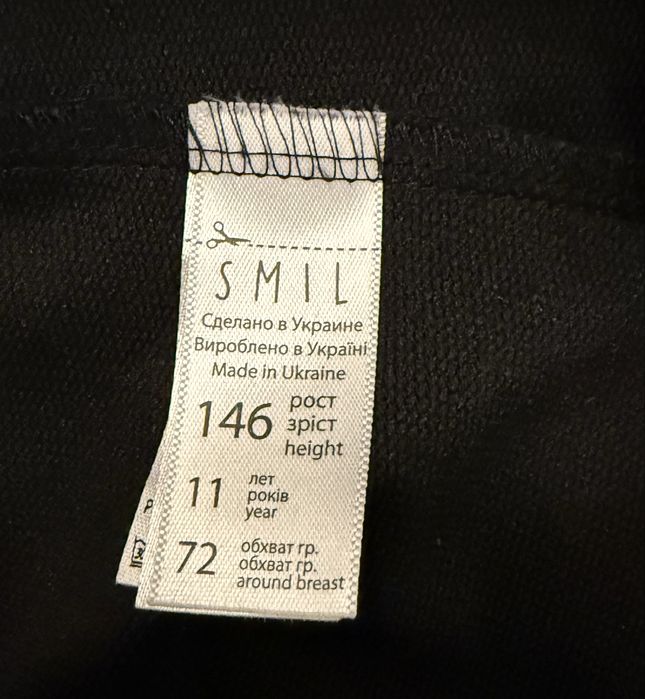 SMIL
Сделано в Украине
Вироблено в Україні
Made in Ukraine
146 рост
зріст
height
11 лет
років
year
72 обхват гр.
обхват гр.
around breast